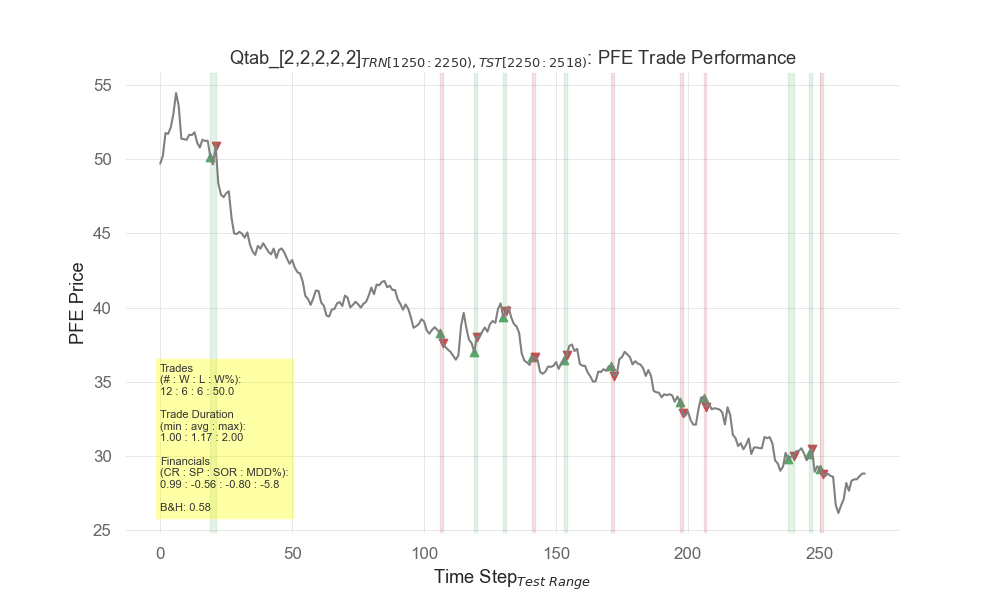 Qtab_[2,2,2,2,2]TRN[1250:2250),TST[2250:2518): PFE Trade Performance
55
50
45
40
35
30
25
PFE Price
Trades
(# : W : L : W%):
12 : 6 : 6 : 50.0
Trade Duration
(min : avg : max):
1.00 : 1.17 : 2.00
Financials
(CR : SP : SOR : MDD%):
0.99 : -0.56 : -0.80 : -5.8
B&H: 0.58
0 50 100 150 200 250
Time StepTest Range